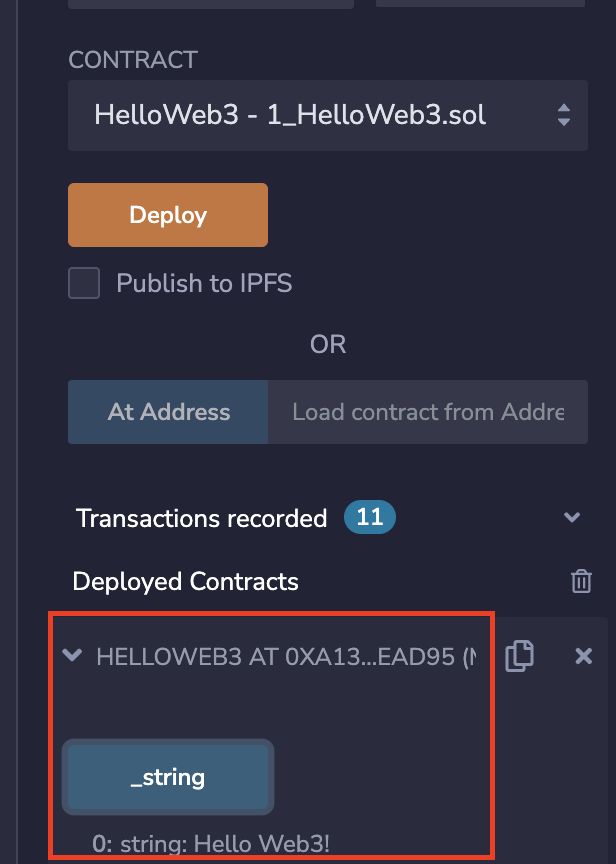 CONTRACT
HelloWeb3 - 1_HelloWeb3.sol
Deploy
Publish to IPFS
OR
At Address Load contract from Addre
Transactions recorded 11
Deployed Contracts
HELLOWEB3 AT 0XA13...EAD95 (
_string
0: string: Hello Web3!